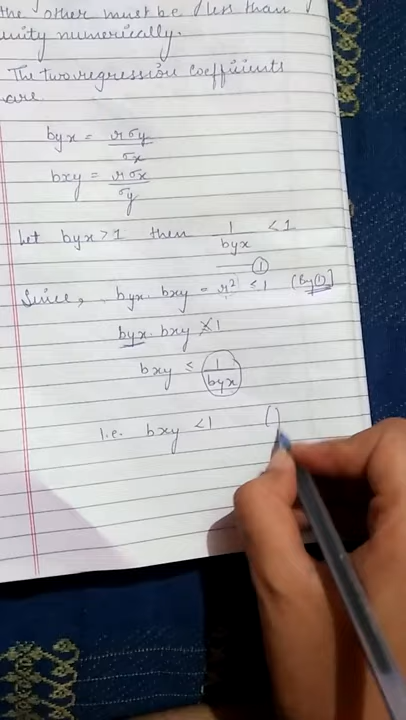 the other must be less than
unity numerically.
The two regression coefficients
are
byx = rσy/σx
bxy = rσx/σy
Let byx > 1 then 1/byx < 1
①
Since, byx. bxy = r² ≤ 1 (By ①]
byx. bxy ≤ 1
bxy ≤ 1/byx
i.e. bxy < 1 (